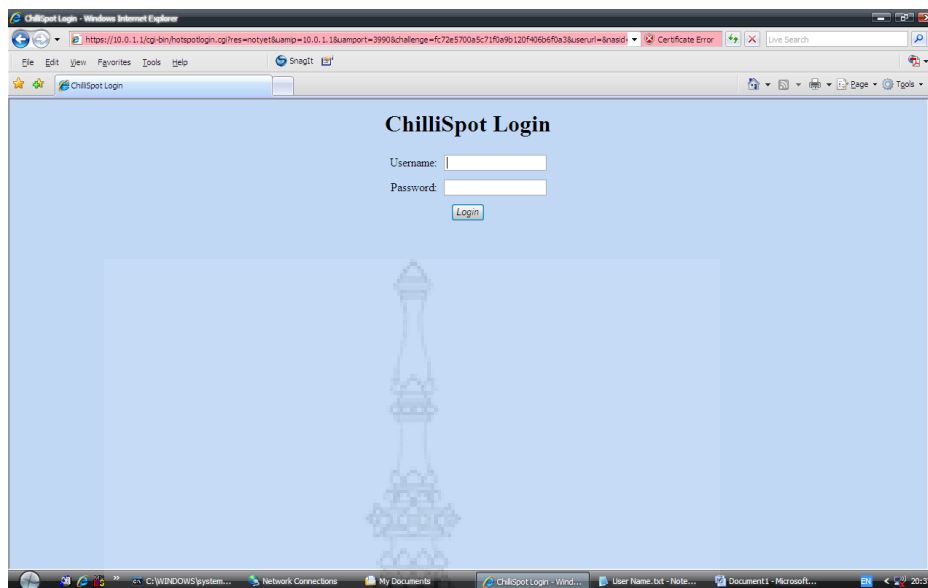 ChilliSpot Login - Windows Internet Explorer
https://10.0.1.1/cgi-bin/hotspotlogin.cgi?res=notyet&uamip=10.0.1.1&uamport=3990&challenge=fc72e5700a5c71f0a9b120f406b6f0a3&userurl=&nasid= Certificate Error Live Search
File Edit View Favorites Tools Help SnagIt
ChilliSpot Login Page Tools
ChilliSpot Login
Username:
Password:
Login
C:\WINDOWS\system... Network Connections My Documents ChilliSpot Login - Wind... User Name.txt - Note... Document1 - Microsoft... EN 20:3